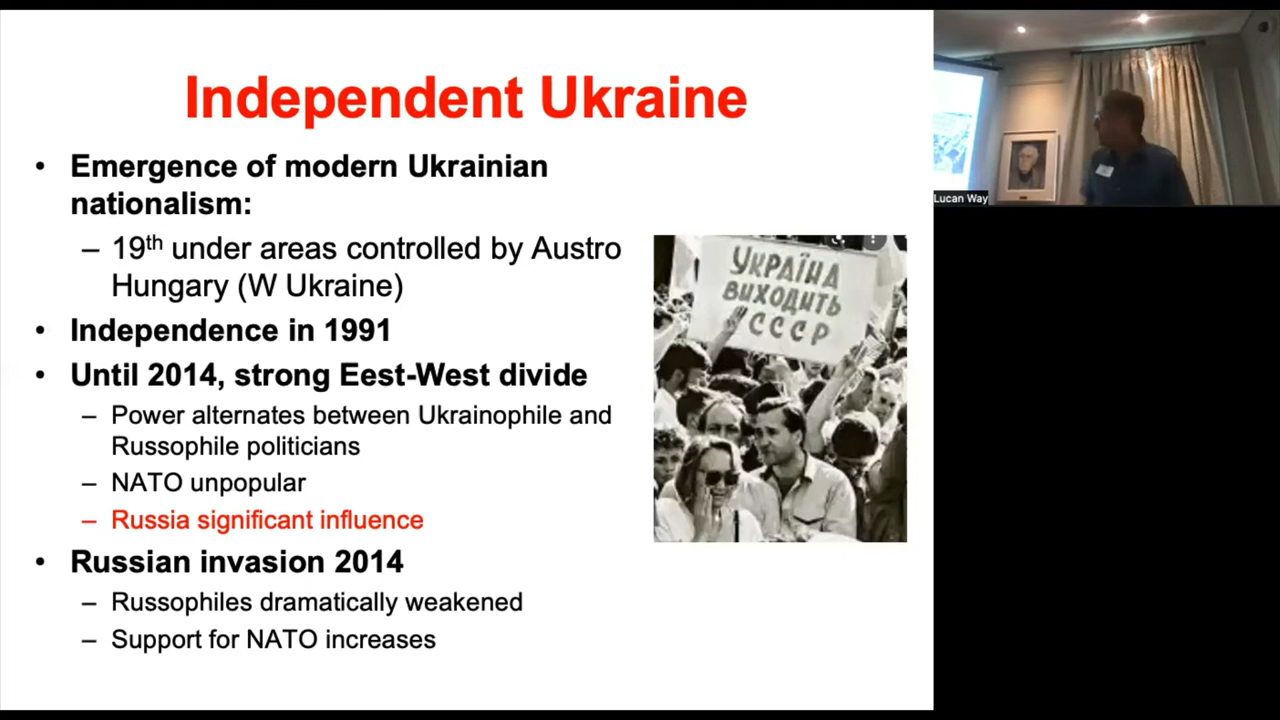 Independent Ukraine
• Emergence of modern Ukrainian
nationalism:
– 19th under areas controlled by Austro
Hungary (W Ukraine)
• Independence in 1991
• Until 2014, strong Eest-West divide
– Power alternates between Ukrainophile and
Russophile politicians
– NATO unpopular
– Russia significant influence
• Russian invasion 2014
– Russophiles dramatically weakened
– Support for NATO increases
УКРАЇНА
ВИХОДИТЬ
СССР
Lucan Way